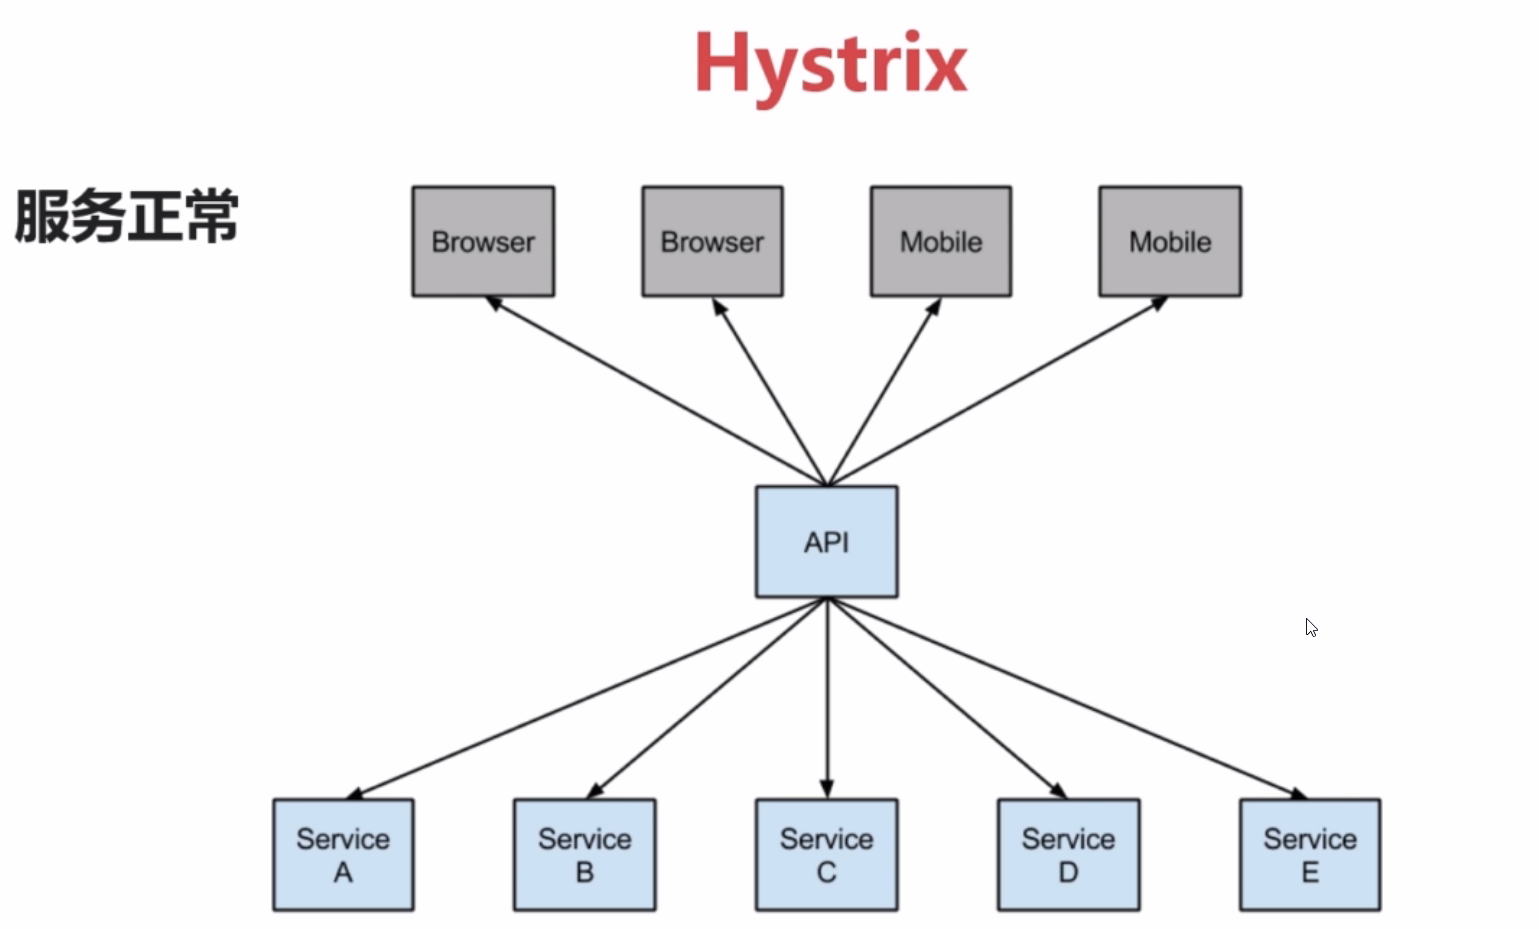 Hystrix
服务正常
Browser
Browser
Mobile
Mobile
API
Service
A
Service
B
Service
C
Service
D
Service
E